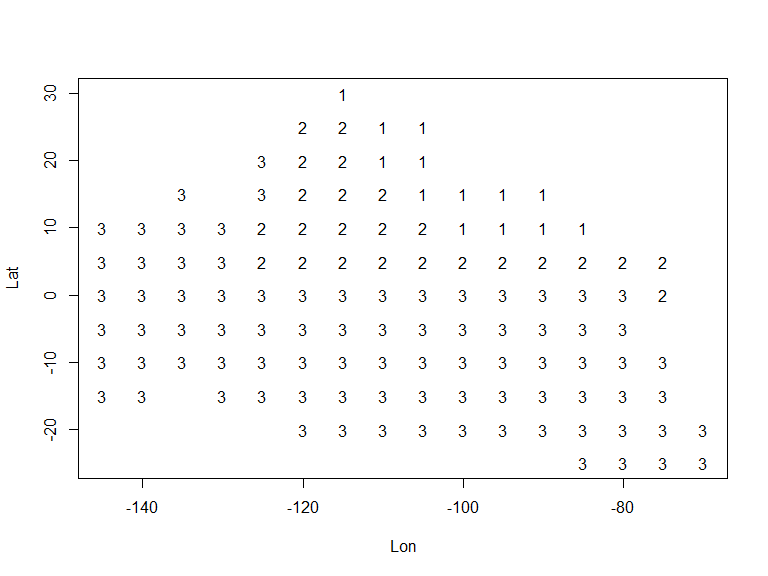 30
1
2 2 1 1
20
3 2 2 1 1
3 3 2 2 2 1 1 1 1
10
3 3 3 3 2 2 2 2 2 1 1 1 1
3 3 3 3 2 2 2 2 2 2 2 2 2 2 2
Lat
0
3 3 3 3 3 3 3 3 3 3 3 3 3 3 2
3 3 3 3 3 3 3 3 3 3 3 3 3 3
-10
3 3 3 3 3 3 3 3 3 3 3 3 3 3 3
3 3 3 3 3 3 3 3 3 3 3 3 3 3
-20
3 3 3 3 3 3 3 3 3 3 3
3 3 3 3
-140 -120 -100 -80
Lon